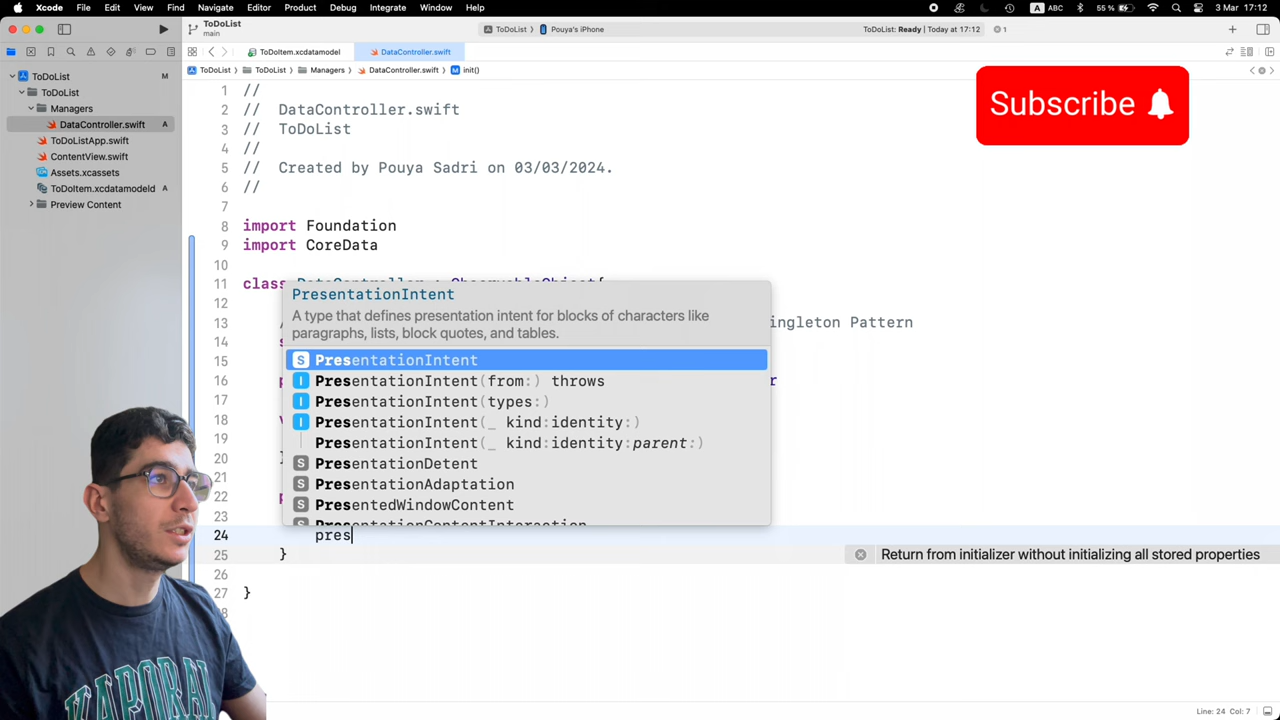 Xcode File Edit View Find Navigate Editor Product Debug Integrate Window Help A ABC 55 % 3 Mar 17:12
ToDoList
main
ToDoList 〉 Pouya's iPhone
ToDoList: Ready | Today at 17:12
1
ToDoItem.xcdatamodel
DataController.swift
ToDoList 〉 ToDoList 〉 Managers 〉 DataController.swift 〉 M init()
ToDoList M
ToDoList
Managers
DataController.swift A
ToDoListApp.swift
ContentView.swift
Assets.xcassets
ToDoItem.xcdatamodeld A
Preview Content
Subscribe
1 //
2 // DataController.swift
3 // ToDoList
4 //
5 // Created by Pouya Sadri on 03/03/2024.
6 //
7
8 import Foundation
9 import CoreData
10
11 class DataController : ObservableObject{
12
13 ingleton Pattern
14
15
16
17
18
19
20
21
22
23
24 pres
25 }
26
27 }
28
PresentationIntent
A type that defines presentation intent for blocks of characters like
paragraphs, lists, block quotes, and tables.
S PresentationIntent
I PresentationIntent(from:) throws
I PresentationIntent(types:)
I PresentationIntent(_ kind:identity:)
PresentationIntent(_ kind:identity:parent:)
S PresentationDetent
S PresentationAdaptation
S PresentedWindowContent
S PresentationContentInteraction
Return from initializer without initializing all stored properties
Line: 24 Col: 7